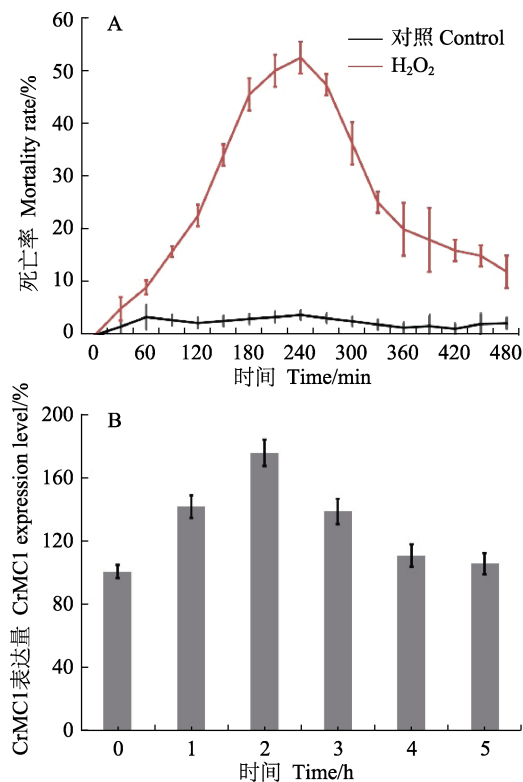 A
对照 Control
H₂O₂
死亡率 Mortality rate/%
60
50
40
30
20
10
0
0 60 120 180 240 300 360 420 480
时间 Time/min
B
CrMC1表达量 CrMC1 expression level/%
200
160
120
80
40
0
0 1 2 3 4 5
时间 Time/h